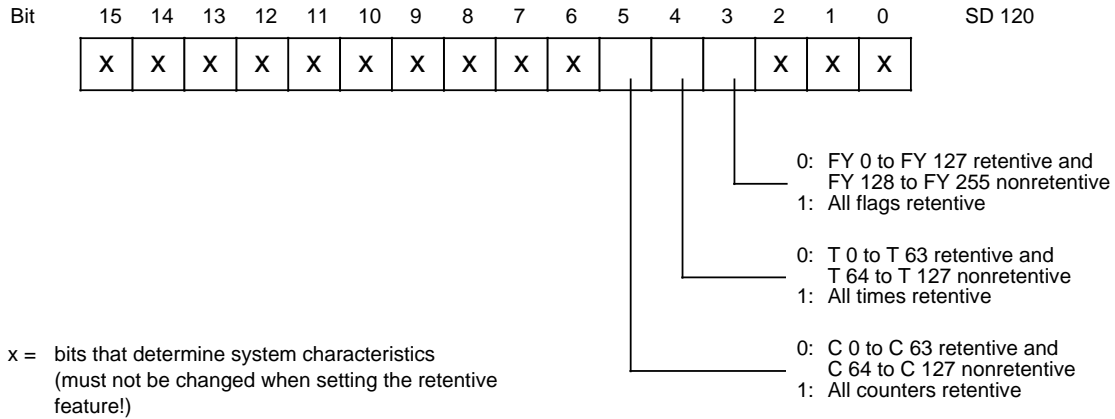 Bit 15 14 13 12 11 10 9 8 7 6 5 4 3 2 1 0 SD 120
x x x x x x x x x x x x x
0: FY 0 to FY 127 retentive and
FY 128 to FY 255 nonretentive
1: All flags retentive
0: T 0 to T 63 retentive and
T 64 to T 127 nonretentive
1: All times retentive
0: C 0 to C 63 retentive and
C 64 to C 127 nonretentive
1: All counters retentive
x = bits that determine system characteristics
(must not be changed when setting the retentive
feature!)